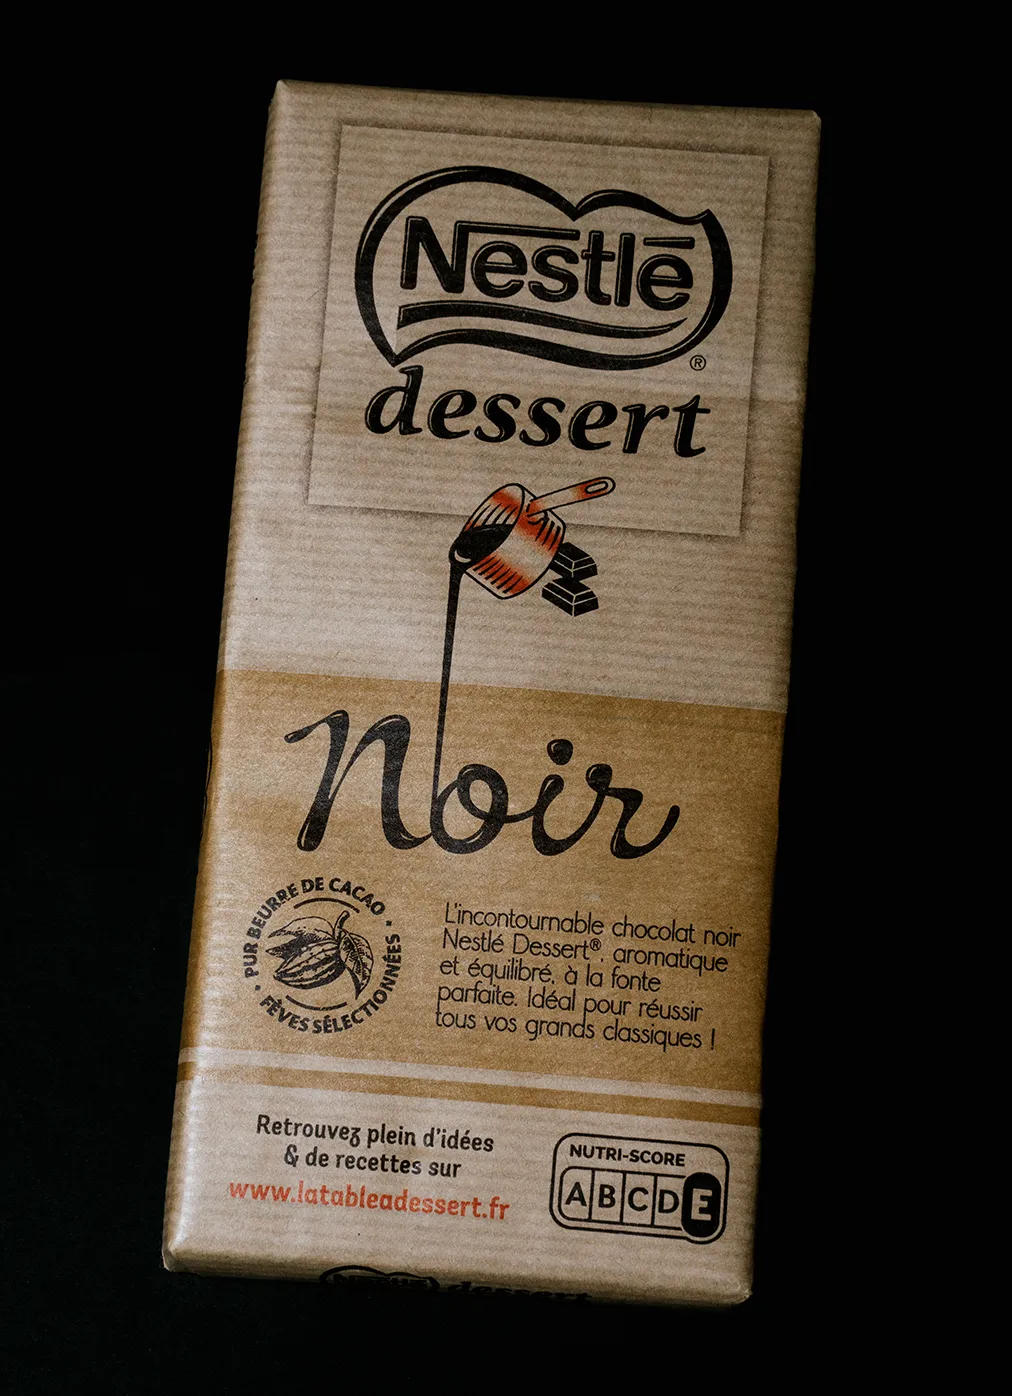 Nestlé
®
dessert
Noir
PUR BEURRE DE CACAO
• FÈVES SÉLECTIONNÉES •
L'incontournable chocolat noir
Nestlé Dessert®, aromatique
et équilibré, à la fonte
parfaite. Idéal pour réussir
tous vos grands classiques !
Retrouvez plein d'idées
& de recettes sur
www.latableadessert.fr
NUTRI-SCORE
A B C D E
Nestlé dessert